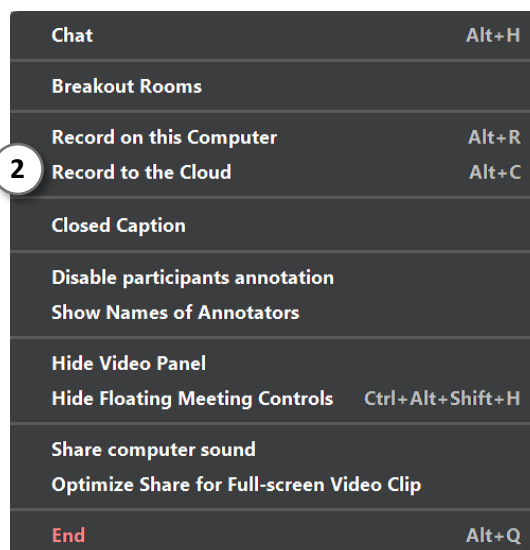 Chat Alt+H
Breakout Rooms
Record on this Computer Alt+R
2 Record to the Cloud Alt+C
Closed Caption
Disable participants annotation
Show Names of Annotators
Hide Video Panel
Hide Floating Meeting Controls Ctrl+Alt+Shift+H
Share computer sound
Optimize Share for Full-screen Video Clip
End Alt+Q